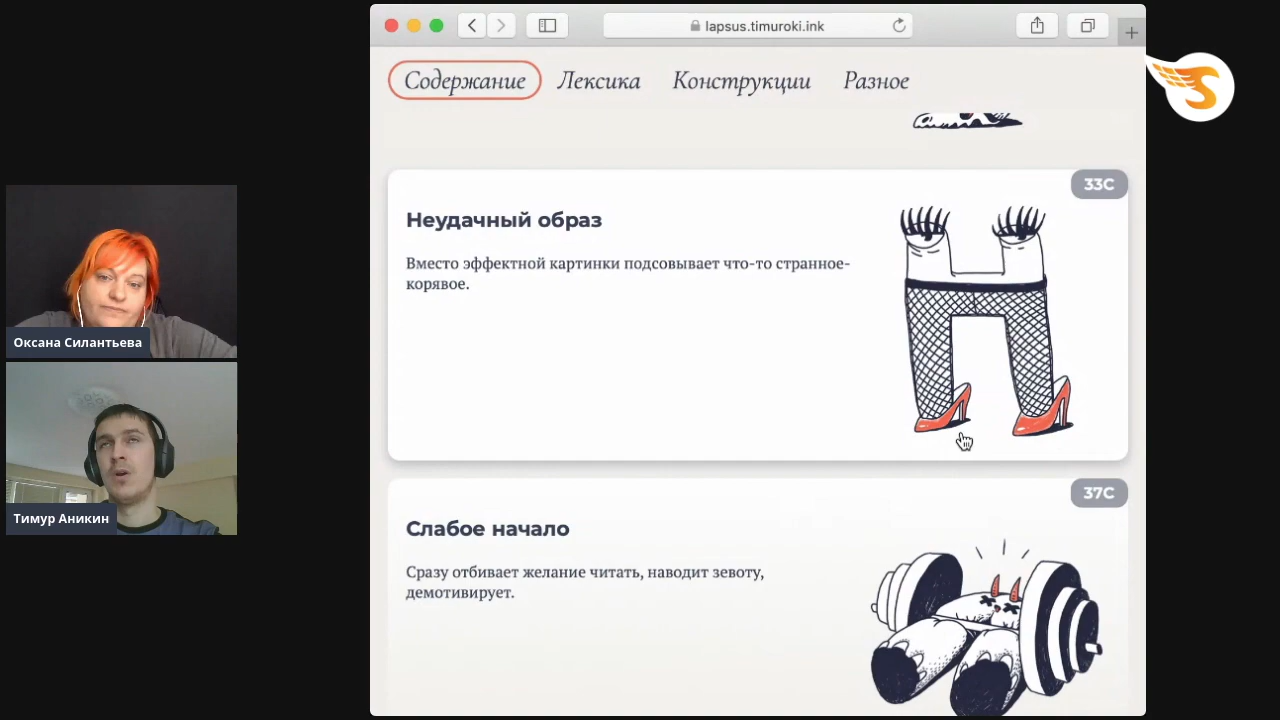 lapsus.timuroki.ink
Содержание Лексика Конструкции Разное
33С
Неудачный образ
Вместо эффектной картинки подсовывает что-то странное-
корявое.
37С
Слабое начало
Сразу отбивает желание читать, наводит зевоту,
демотивирует.
Оксана Силантьева
Тимур Аникин
S